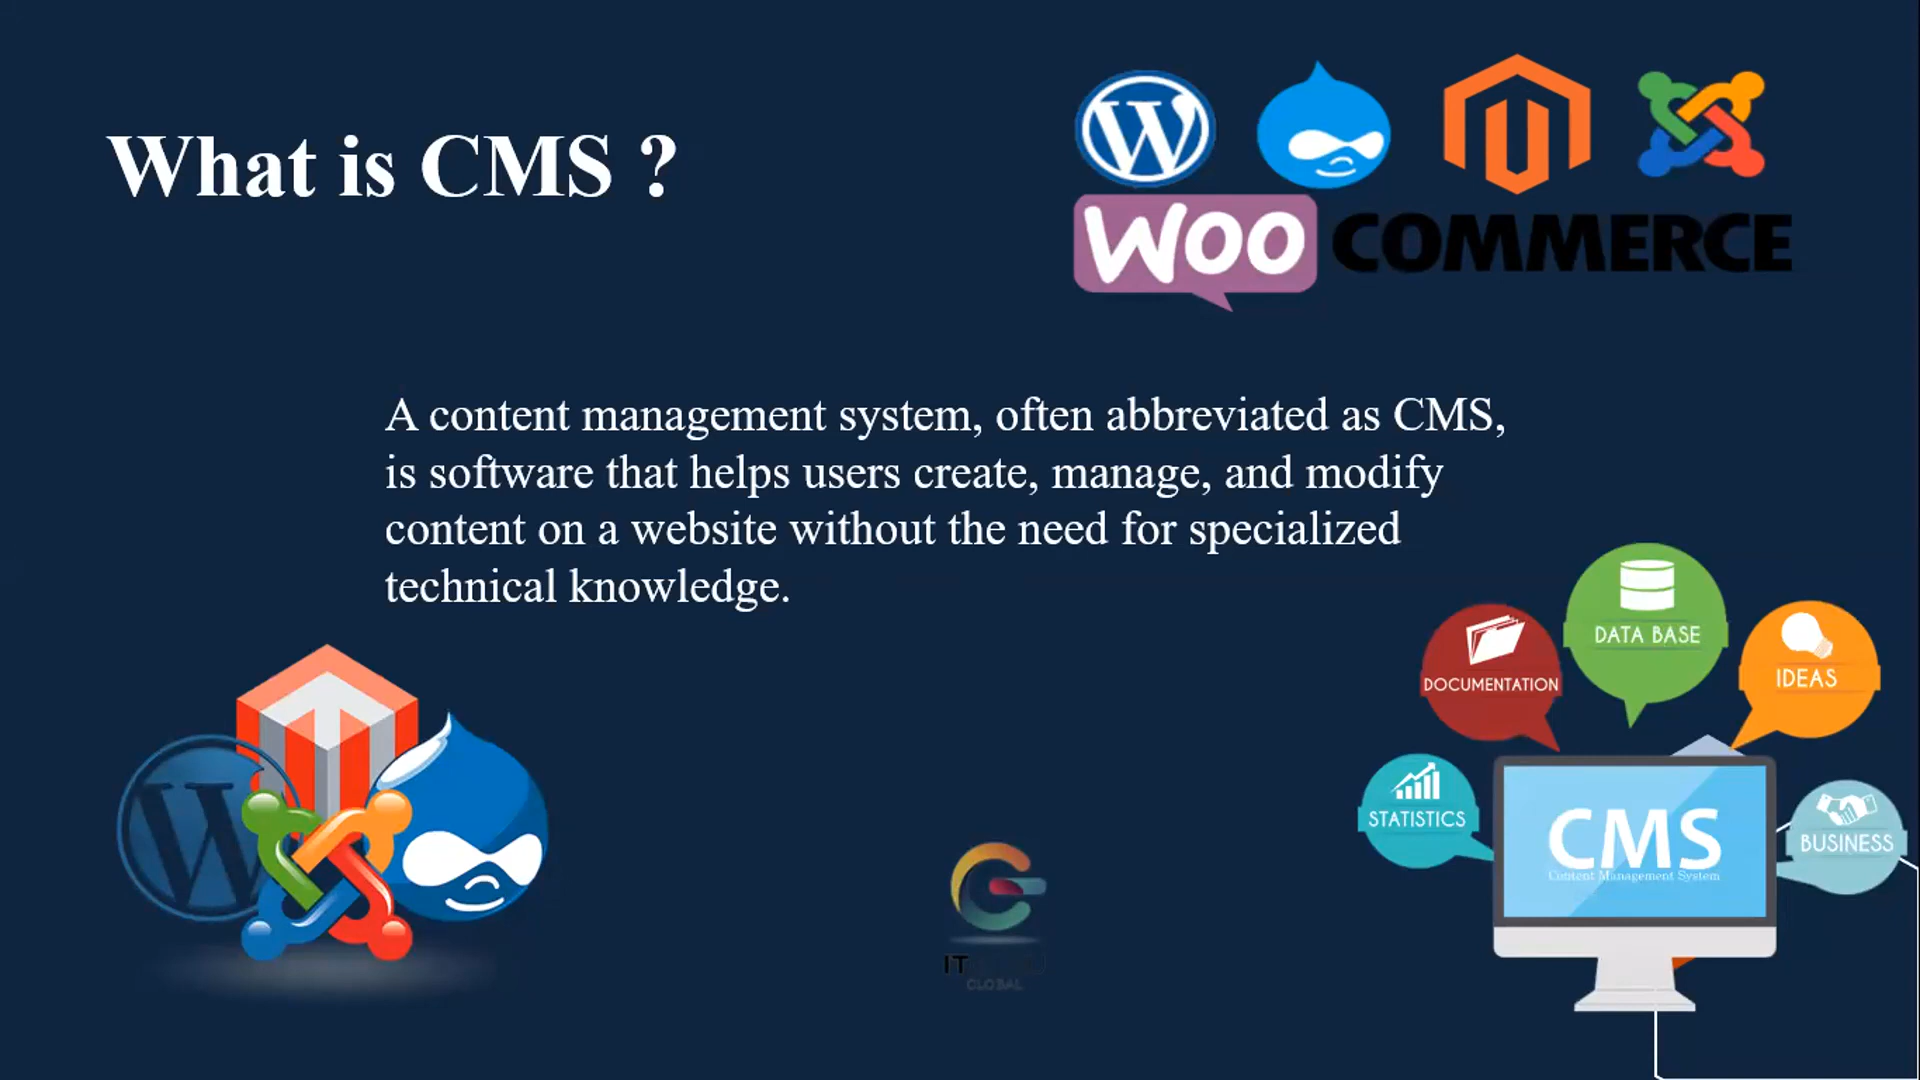 What is CMS ?
WOO COMMERCE
A content management system, often abbreviated as CMS,
is software that helps users create, manage, and modify
content on a website without the need for specialized
technical knowledge.
DATA BASE
DOCUMENTATION
IDEAS
STATISTICS
BUSINESS
CMS
Content Management System
IT
GLOBAL